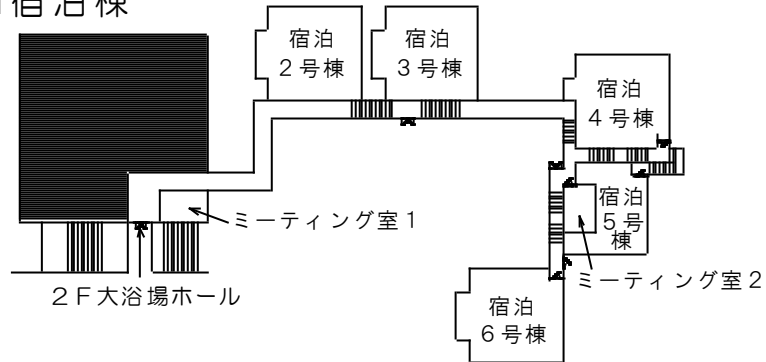 宿泊棟
宿泊
2号棟
宿泊
3号棟
宿泊
4号棟
宿泊
5号
棟
ミーティング室1
ミーティング室2
2F大浴場ホール
宿泊
6号棟